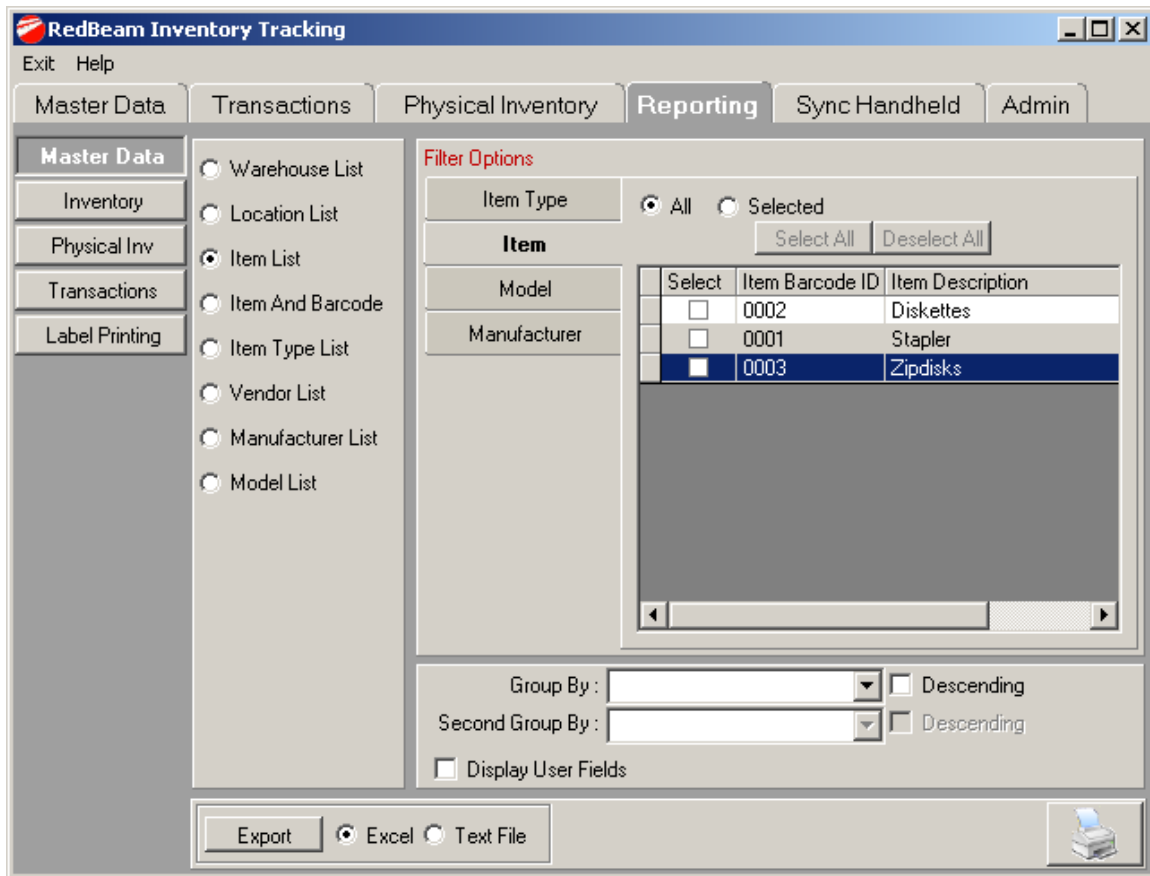 RedBeam Inventory Tracking
Exit Help
Master Data Transactions Physical Inventory Reporting Sync Handheld Admin
Master Data
Inventory
Physical Inv
Transactions
Label Printing
Warehouse List
Location List
Item List
Item And Barcode
Item Type List
Vendor List
Manufacturer List
Model List
Filter Options
Item Type
Item
Model
Manufacturer
All Selected
Select All Deselect All
Select Item Barcode ID Item Description
0002 Diskettes
0001 Stapler
0003 Zipdisks
Group By : Descending
Second Group By : Descending
Display User Fields
Export Excel Text File